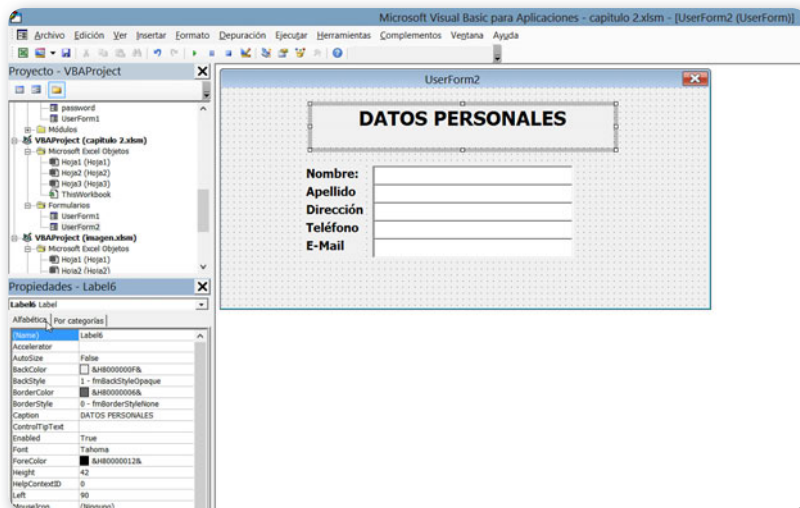 Microsoft Visual Basic para Aplicaciones - capitulo 2.xlsm - [UserForm2 (UserForm)]
Archivo Edición Ver Insertar Formato Depuración Ejecutar Herramientas Complementos Ventana Ayuda
Proyecto - VBAProject
password
UserForm1
Módulos
VBAProject (capitulo 2.xlsm)
Microsoft Excel Objetos
Hoja1 (Hoja1)
Hoja2 (Hoja2)
Hoja3 (Hoja3)
ThisWorkbook
Formularios
UserForm1
UserForm2
VBAProject (imagen.xlsm)
Microsoft Excel Objetos
Hoja1 (Hoja1)
Hoja2 (Hoja2)
Propiedades - Label6
Label6 Label
Alfabética Por categorías
(Name) Label6
Accelerator
AutoSize False
BackColor &H8000000F&
BackStyle 1 - fmBackStyleOpaque
BorderColor &H80000006&
BorderStyle 0 - fmBorderStyleNone
Caption DATOS PERSONALES
ControlTipText
Enabled True
Font Tahoma
ForeColor &H80000012&
Height 42
HelpContextID 0
Left 90
MouseIcon (Ninguno)
UserForm2
DATOS PERSONALES
Nombre:
Apellido
Dirección
Teléfono
E-Mail